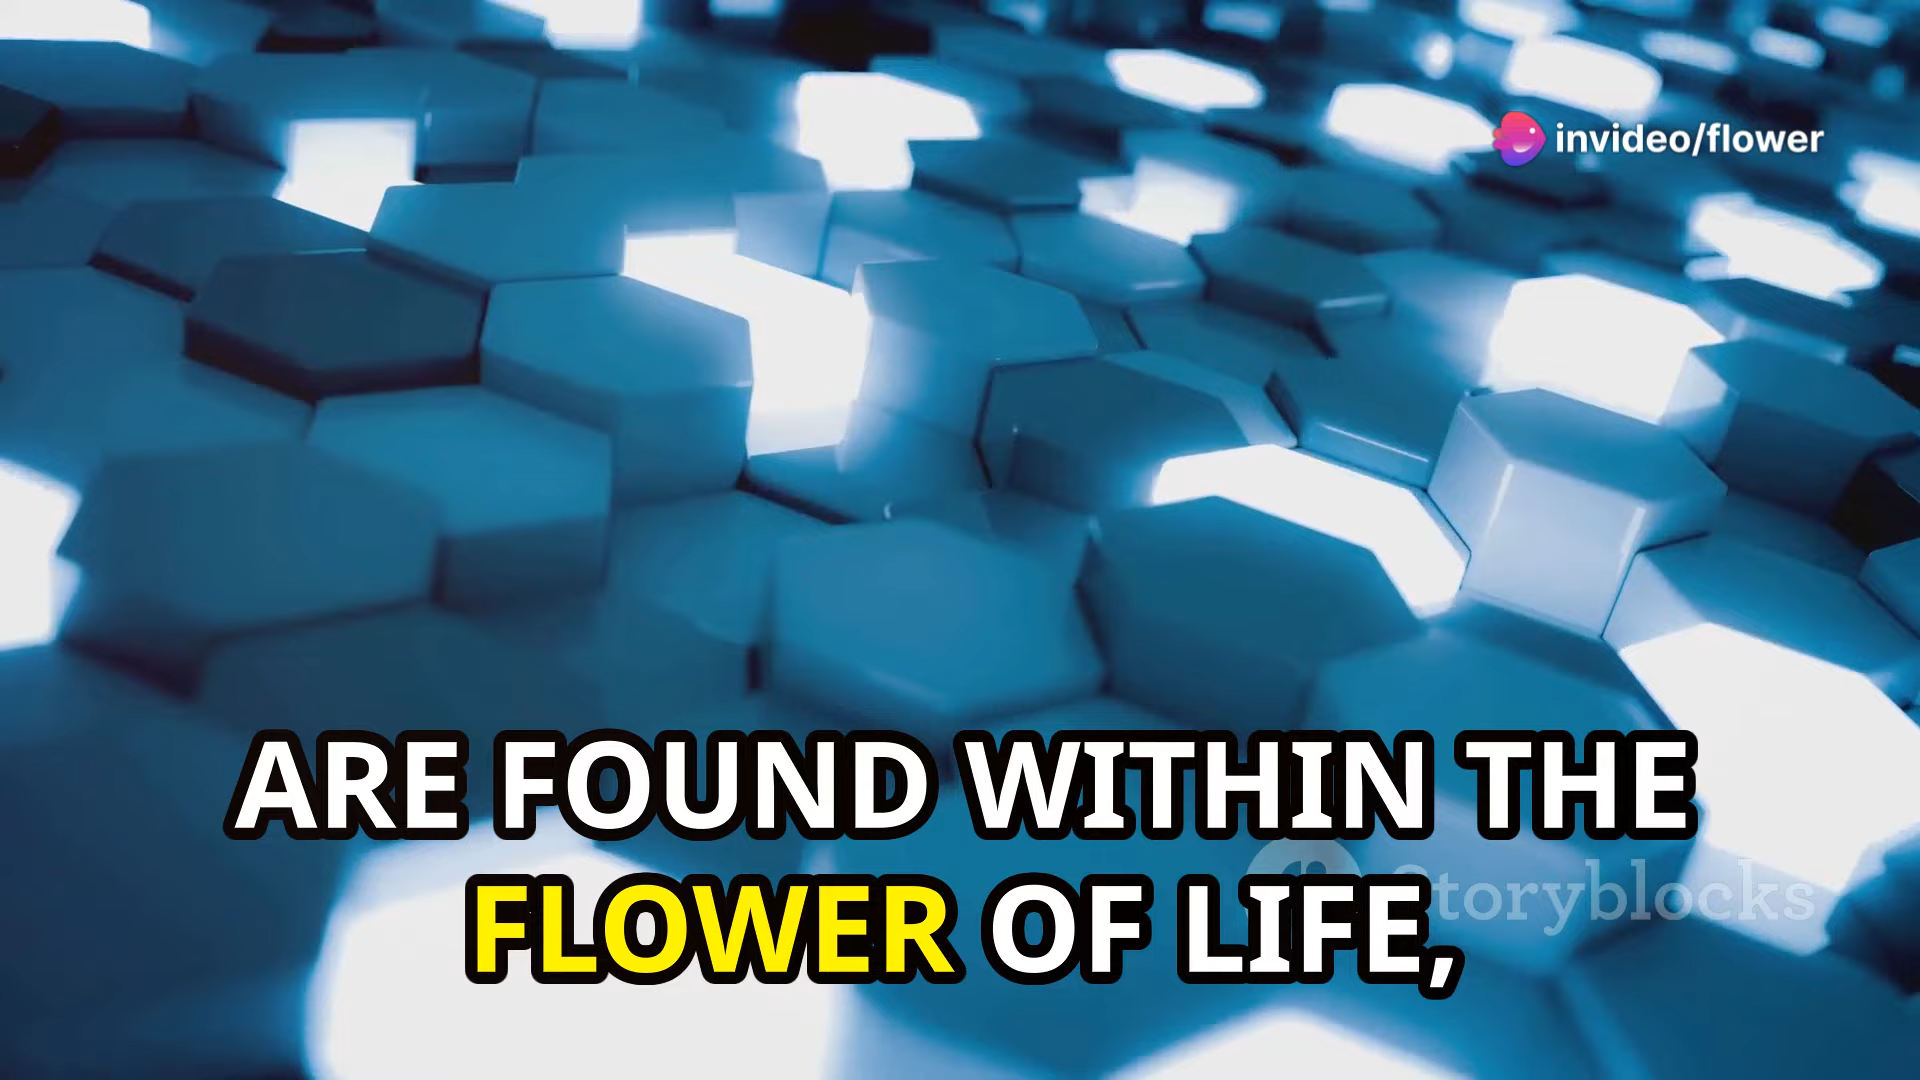 invideo/flower
ARE FOUND WITHIN THE
FLOWER OF LIFE,
Storyblocks